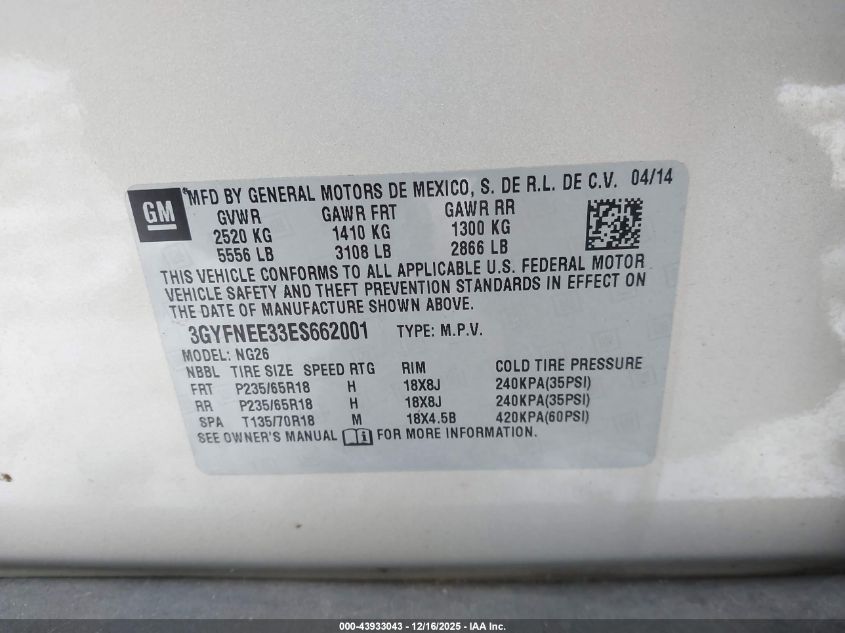 GM
MFD BY GENERAL MOTORS DE MEXICO, S. DE R.L. DE C.V. 04/14
GVWR GAWR FRT GAWR RR
2520 KG 1410 KG 1300 KG
5556 LB 3108 LB 2866 LB
THIS VEHICLE CONFORMS TO ALL APPLICABLE U.S. FEDERAL MOTOR
VEHICLE SAFETY AND THEFT PREVENTION STANDARDS IN EFFECT ON
THE DATE OF MANUFACTURE SHOWN ABOVE.
3GYFNEE33ES662001 TYPE: M.P.V.
MODEL: NG26
NBBL TIRE SIZE SPEED RTG RIM COLD TIRE PRESSURE
FRT P235/65R18 H 18X8J 240KPA(35PSI)
RR P235/65R18 H 18X8J 240KPA(35PSI)
SPA T135/70R18 M 18X4.5B 420KPA(60PSI)
SEE OWNER'S MANUAL FOR MORE INFORMATION.
000-43933043 - 12/16/2025 - IAA Inc.